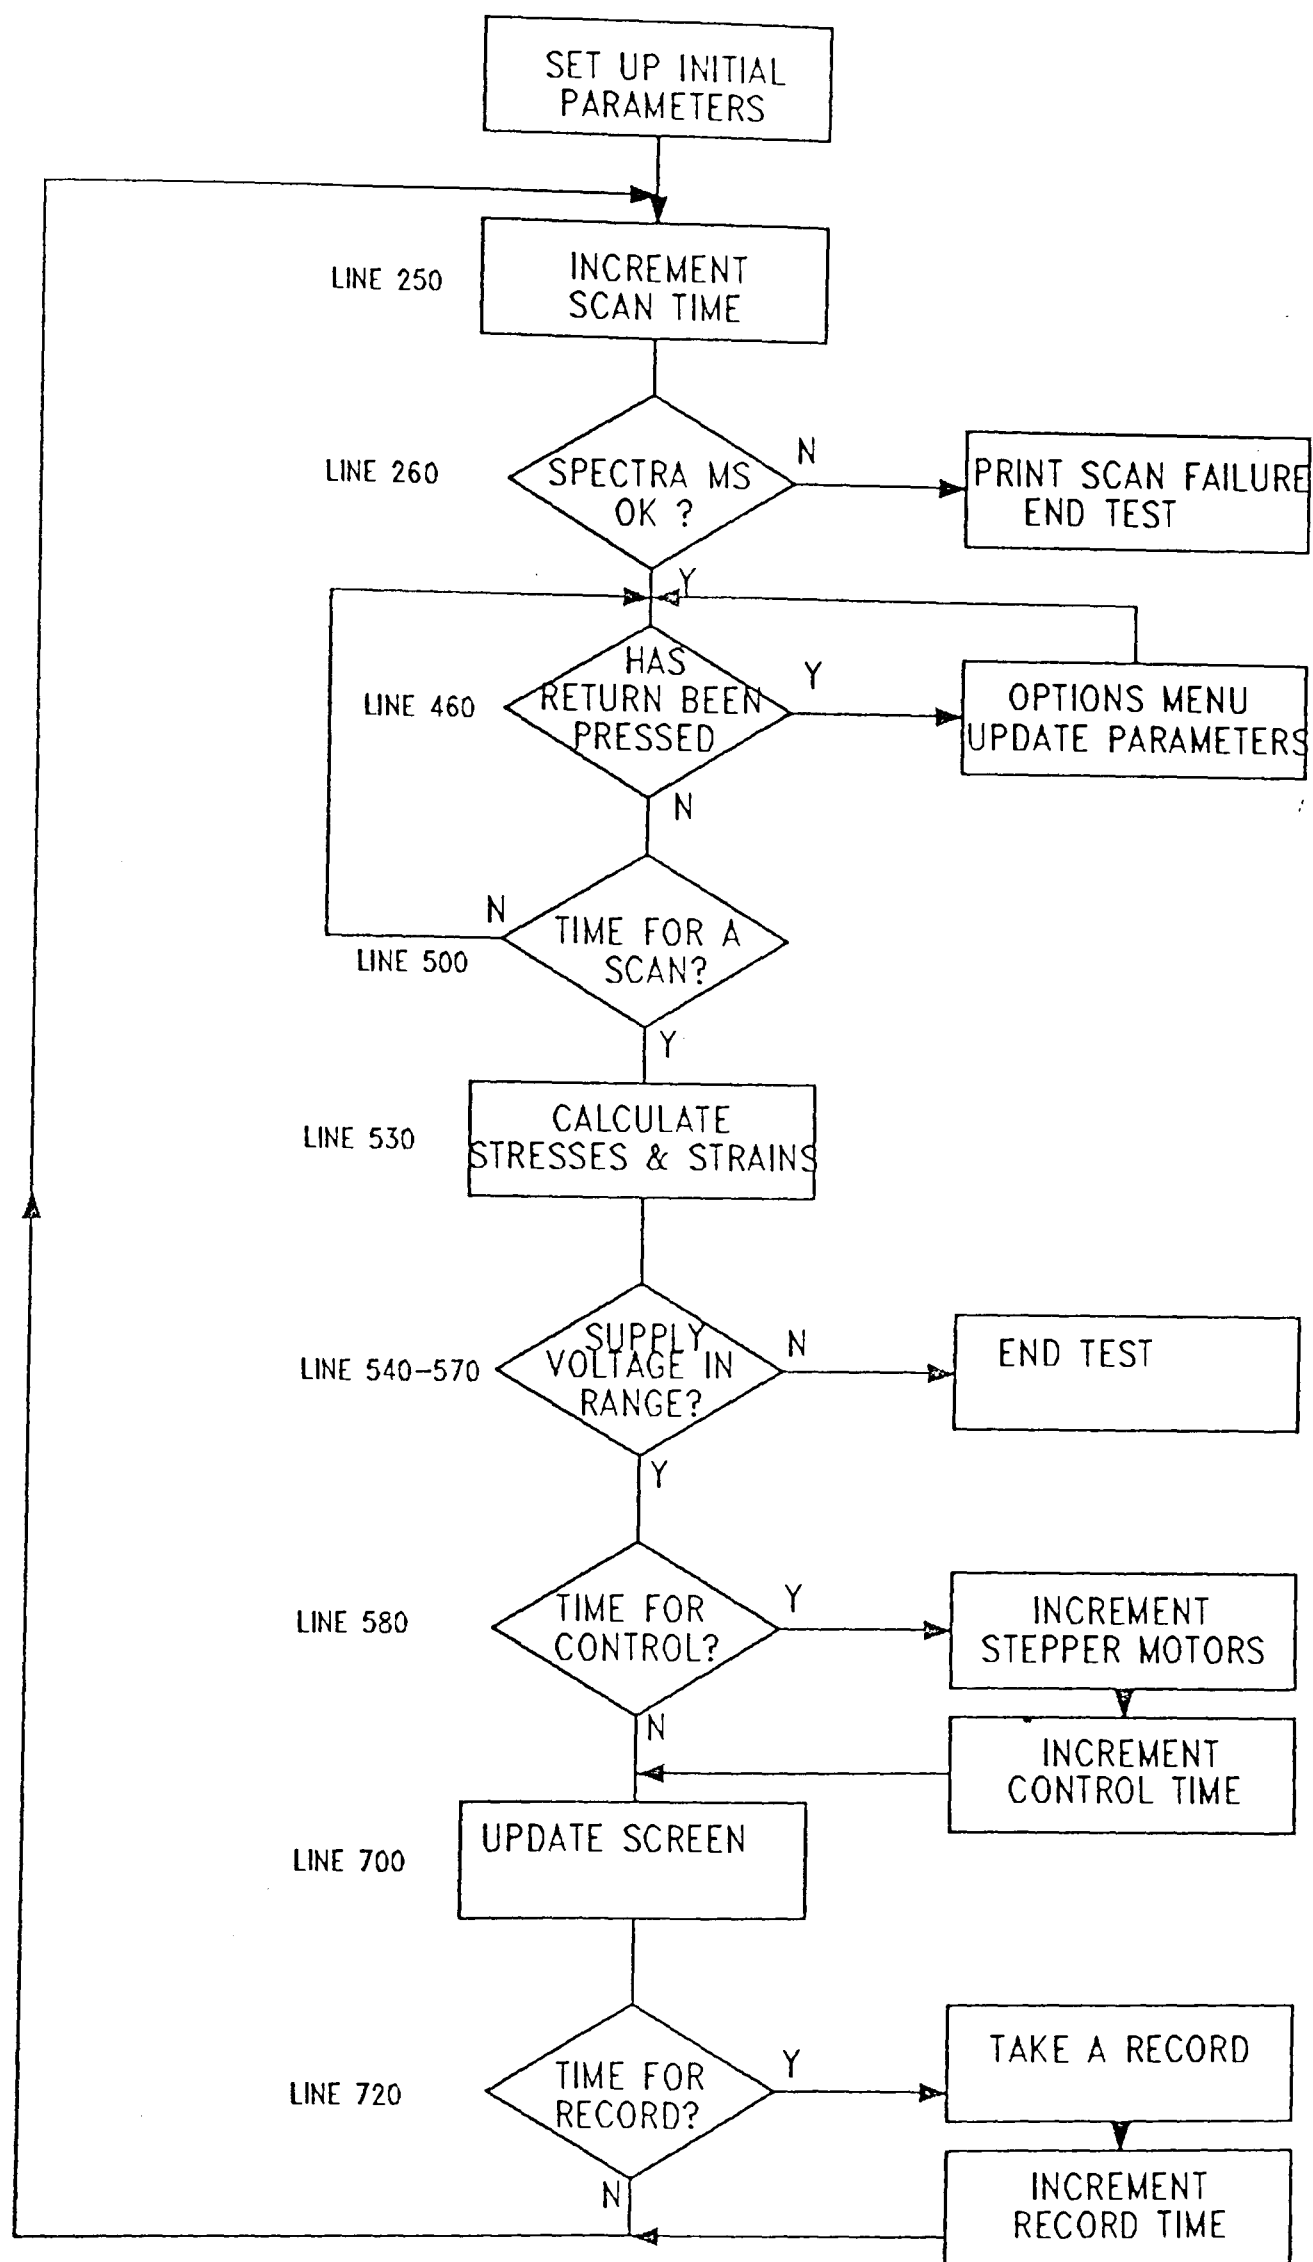 SET UP INITIAL
PARAMETERS
LINE 250
INCREMENT
SCAN TIME
LINE 260
SPECTRA MS
OK ?
N
PRINT SCAN FAILURE
END TEST
Y
LINE 460
HAS
RETURN BEEN
PRESSED
Y
OPTIONS MENU
UPDATE PARAMETERS
N
N
LINE 500
TIME FOR A
SCAN?
Y
LINE 530
CALCULATE
STRESSES & STRAINS
LINE 540-570
SUPPLY
VOLTAGE IN
RANGE?
N
END TEST
Y
LINE 580
TIME FOR
CONTROL?
Y
INCREMENT
STEPPER MOTORS
N
INCREMENT
CONTROL TIME
LINE 700
UPDATE SCREEN
LINE 720
TIME FOR
RECORD?
Y
TAKE A RECORD
N
INCREMENT
RECORD TIME